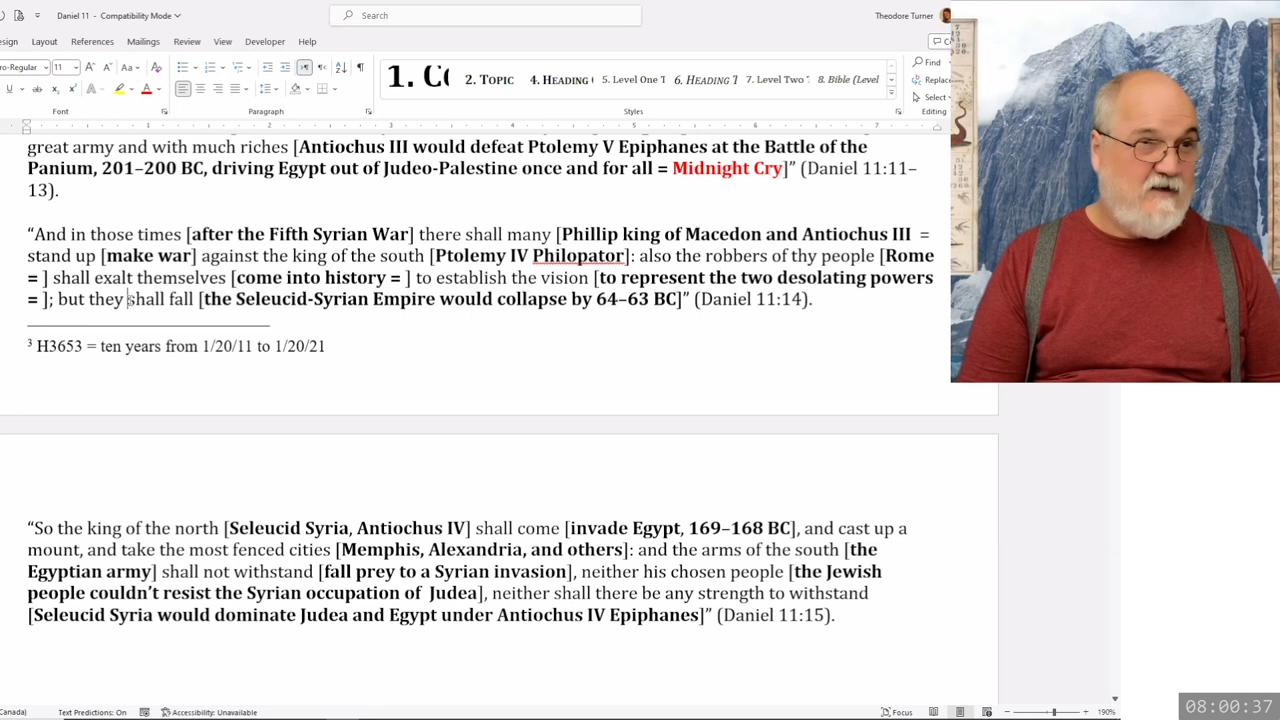 Daniel 11 - Compatibility Mode
Search
Theodore Turner
Layout References Mailings Review View Developer Help
11 Aa
1. 2. TOPIC 4. HEADING 5. Level One 6. HEADING 7. Level Two 8. Bible (Level
Find
Replace
Select
Font Paragraph Styles
1 2 3 4 5 6 7
great army and with much riches [Antiochus III would defeat Ptolemy V Epiphanes at the Battle of the
Panium, 201–200 BC, driving Egypt out of Judeo-Palestine once and for all = Midnight Cry]” (Daniel 11:11–
13).
“And in those times [after the Fifth Syrian War] there shall many [Phillip king of Macedon and Antiochus III =
stand up [make war] against the king of the south [Ptolemy IV Philopator]: also the robbers of thy people [Rome
= ] shall exalt themselves [come into history = ] to establish the vision [to represent the two desolating powers
= ]; but they shall fall [the Seleucid-Syrian Empire would collapse by 64–63 BC]” (Daniel 11:14).
3 H3653 = ten years from 1/20/11 to 1/20/21
“So the king of the north [Seleucid Syria, Antiochus IV] shall come [invade Egypt, 169–168 BC], and cast up a
mount, and take the most fenced cities [Memphis, Alexandria, and others]: and the arms of the south [the
Egyptian army] shall not withstand [fall prey to a Syrian invasion], neither his chosen people [the Jewish
people couldn’t resist the Syrian occupation of Judea], neither shall there be any strength to withstand
[Seleucid Syria would dominate Judea and Egypt under Antiochus IV Epiphanes]” (Daniel 11:15).
Text Predictions: On Accessibility: Unavailable Focus 190%
08:00:37